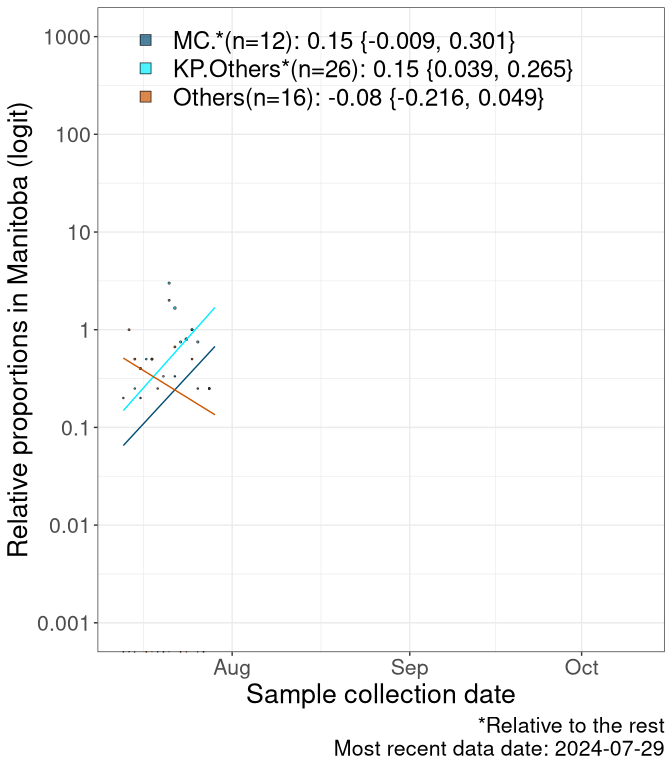 MC.*(n=12): 0.15 {-0.009, 0.301}
KP.Others*(n=26): 0.15 {0.039, 0.265}
Others(n=16): -0.08 {-0.216, 0.049}
Relative proportions in Manitoba (logit)
1000
100
10
1
0.1
0.01
0.001
Aug Sep Oct
Sample collection date
*Relative to the rest
Most recent data date: 2024-07-29